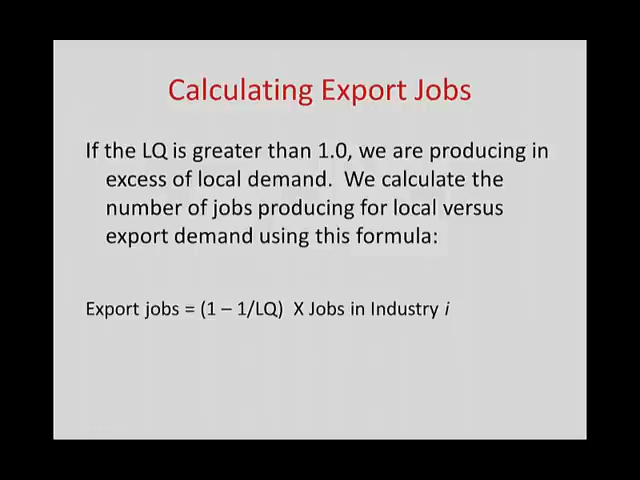 Calculating Export Jobs
If the LQ is greater than 1.0, we are producing in
excess of local demand. We calculate the
number of jobs producing for local versus
export demand using this formula:
Export jobs = (1 – 1/LQ) X Jobs in Industry i